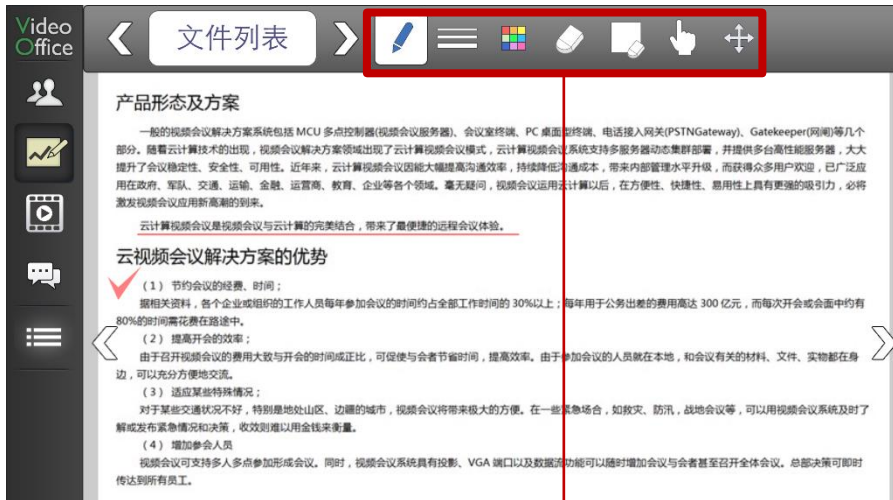 Video
Office
文件列表
产品形态及方案
一般的视频会议解决方案系统包括 MCU 多点控制器(视频会议服务器)、会议室终端、PC 桌面型终端、电话接入网关(PSTNGateway)、Gatekeeper(网闸)等几个
部分。随着云计算技术的出现，视频会议解决方案领域出现了云计算视频会议模式，云计算视频会议系统支持多服务器动态集群部署，并提供多台高性能服务器，大大
提升了会议稳定性、安全性、可用性。近年来，云计算视频会议因能大幅提高沟通效率，持续降低沟通成本，带来内部管理水平升级，而获得众多用户欢迎，已广泛应
用在政府、军队、交通、运输、金融、运营商、教育、企业等各个领域。毫无疑问，视频会议运用云计算以后，在方便性、快捷性、易用性上具有更强的吸引力，必将
激发视频会议应用新高潮的到来。
云计算视频会议是视频会议与云计算的完美结合，带来了最便捷的远程会议体验。
云视频会议解决方案的优势
（1） 节约会议的经费、时间；
据相关资料，各个企业或组织的工作人员每年参加会议的时间约占全部工作时间的 30%以上；每年用于公务出差的费用高达 300 亿元，而每次开会或会面中约有
80%的时间需花费在路途中。
（2） 提高开会的效率；
由于召开视频会议的费用大致与开会的时间成正比，可促使与会者节省时间，提高效率。由于参加会议的人员就在本地，和会议有关的材料、文件、实物都在身
边，可以充分方便地交流。
（3） 适应某些特殊情况；
对于某些交通状况不好，特别是地处山区、边疆的城市，视频会议将带来极大的方便。在一些紧急场合，如救灾、防汛，战地会议等，可以用视频会议系统及时了
解或发布紧急情况和决策，收效则难以用金钱来衡量。
（4） 增加参会人员
视频会议可支持多人多点参加形成会议。同时，视频会议系统具有投影、VGA 端口以及数据流功能可以随时增加会议与会者甚至召开全体会议。总部决策可即时
传达到所有员工。